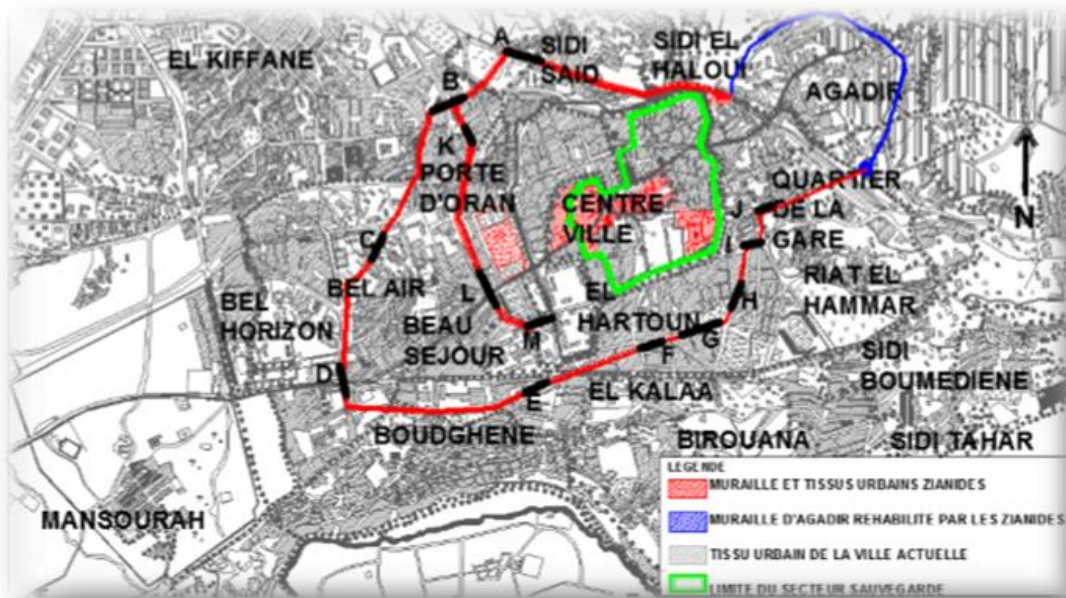 A
SIDI
SAID
SIDI EL
HALOUI
EL KIFFANE
AGADIR
B
K
PORTE
D'ORAN
CENTRE
VILLE
QUARTIER
DE LA
GARE
J
I
N
C
BEL AIR
BEL
HORIZON
L
BEAU
SEJOUR
M
EL
HARTOUN
H
G
F
RIAT EL
HAMMAR
SIDI
BOUMEDIENE
D
E
EL KALAA
BOUDGHENE
BIROUANA
SIDI TAHAR
MANSOURAH
LEGENDE
MURAILLE ET TISSUS URBAINS ZIANIDES
MURAILLE D'AGADIR REHABILITE PAR LES ZIANIDES
TISSU URBAIN DE LA VILLE ACTUELLE
LIMITE DU SECTEUR SAUVEGARDE